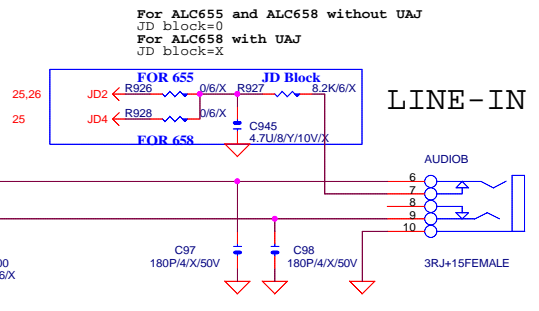 For ALC655 and ALC658 without UAJ
JD block=0
For ALC658 with UAJ
JD block=X
FOR 655 JD Block
25,26 JD2 R926 0/6/X R927 8.2K/6/X
LINE-IN
25 JD4 R928 0/6/X
C945
4.7U/8/Y/10V/X
FOR 658
AUDIOB
6
7
8
9
10
C97 C98
180P/4/X/50V 180P/4/X/50V
3RJ+15FEMALE
00
6/X